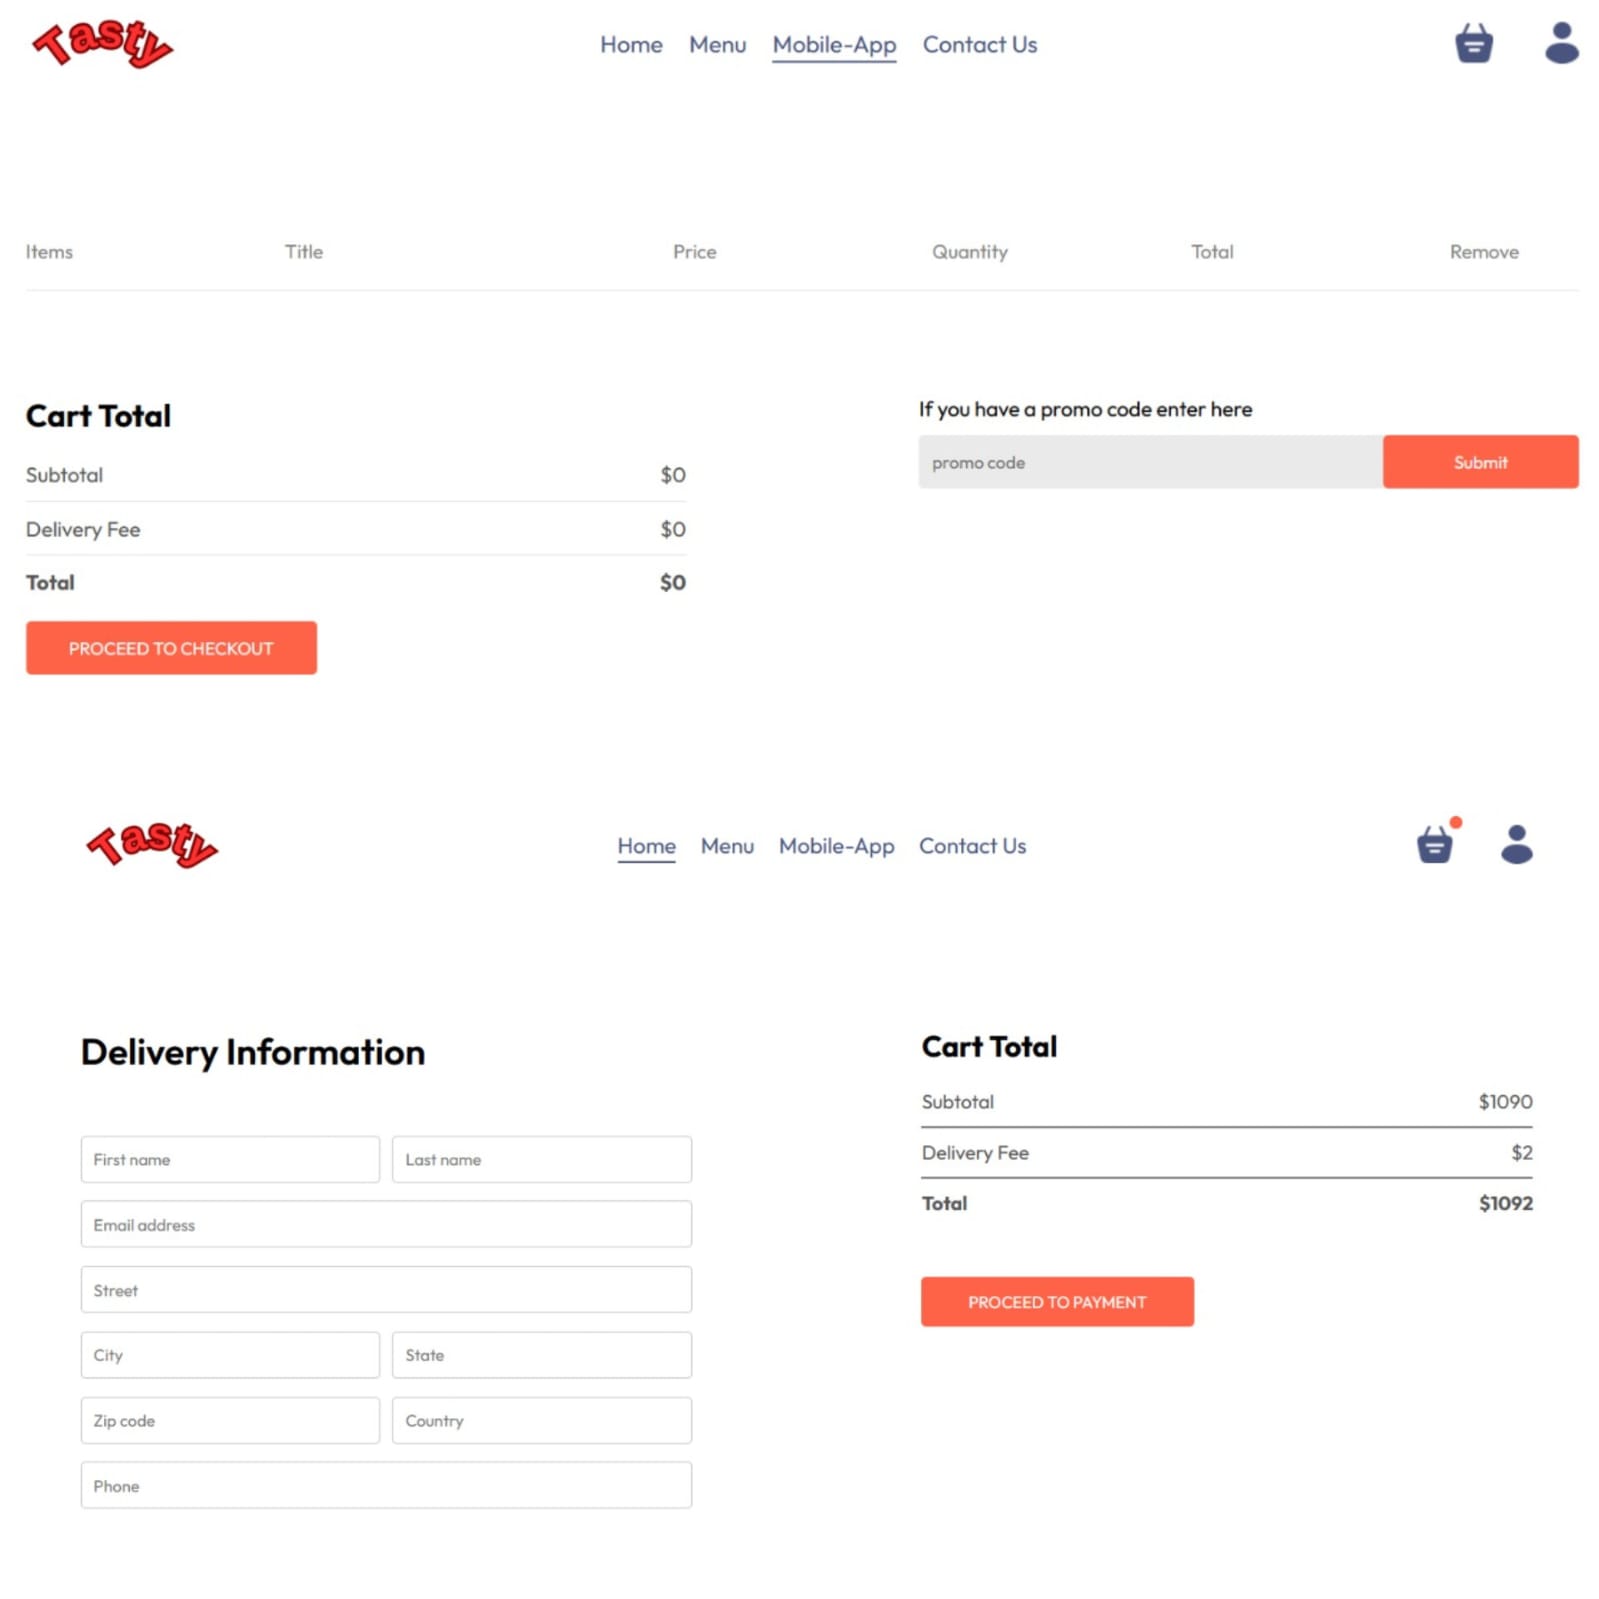 Tasty
Home Menu Mobile-App Contact Us
Items Title Price Quantity Total Remove
Cart Total
If you have a promo code enter here
Subtotal $0
promo code Submit
Delivery Fee $0
Total $0
PROCEED TO CHECKOUT
Tasty
Home Menu Mobile-App Contact Us
Delivery Information
Cart Total
Subtotal $1090
Delivery Fee $2
Total $1092
PROCEED TO PAYMENT
First name Last name
Email address
Street
City State
Zip code Country
Phone